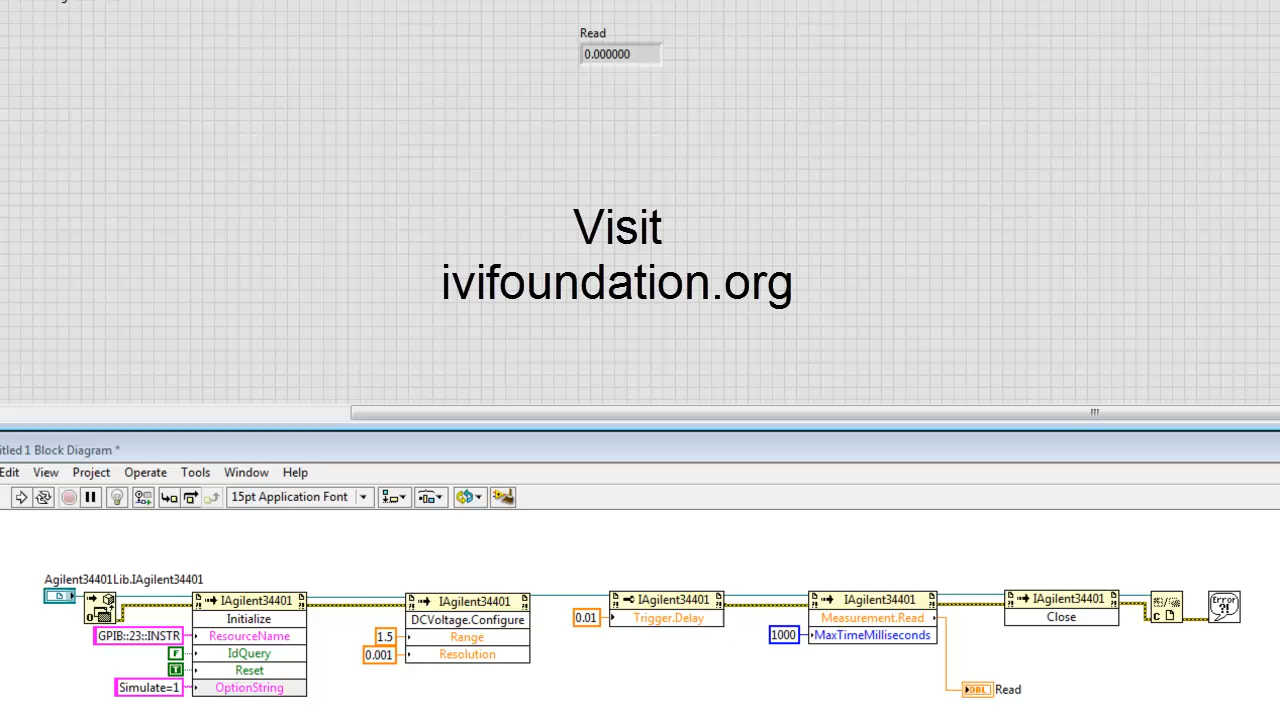 Read
0.000000
Visit
ivifoundation.org
itled 1 Block Diagram *
Edit View Project Operate Tools Window Help
15pt Application Font
Agilent34401Lib.IAgilent34401
IAgilent34401
Initialize
GPIB::23::INSTR ResourceName
F IdQuery
T Reset
Simulate=1 OptionString
IAgilent34401
DCVoltage.Configure
1.5 Range
0.001 Resolution
IAgilent34401
0.01 Trigger.Delay
IAgilent34401
Measurement.Read
1000 MaxTimeMilliseconds
IAgilent34401
Close
Error
?!
DBL Read